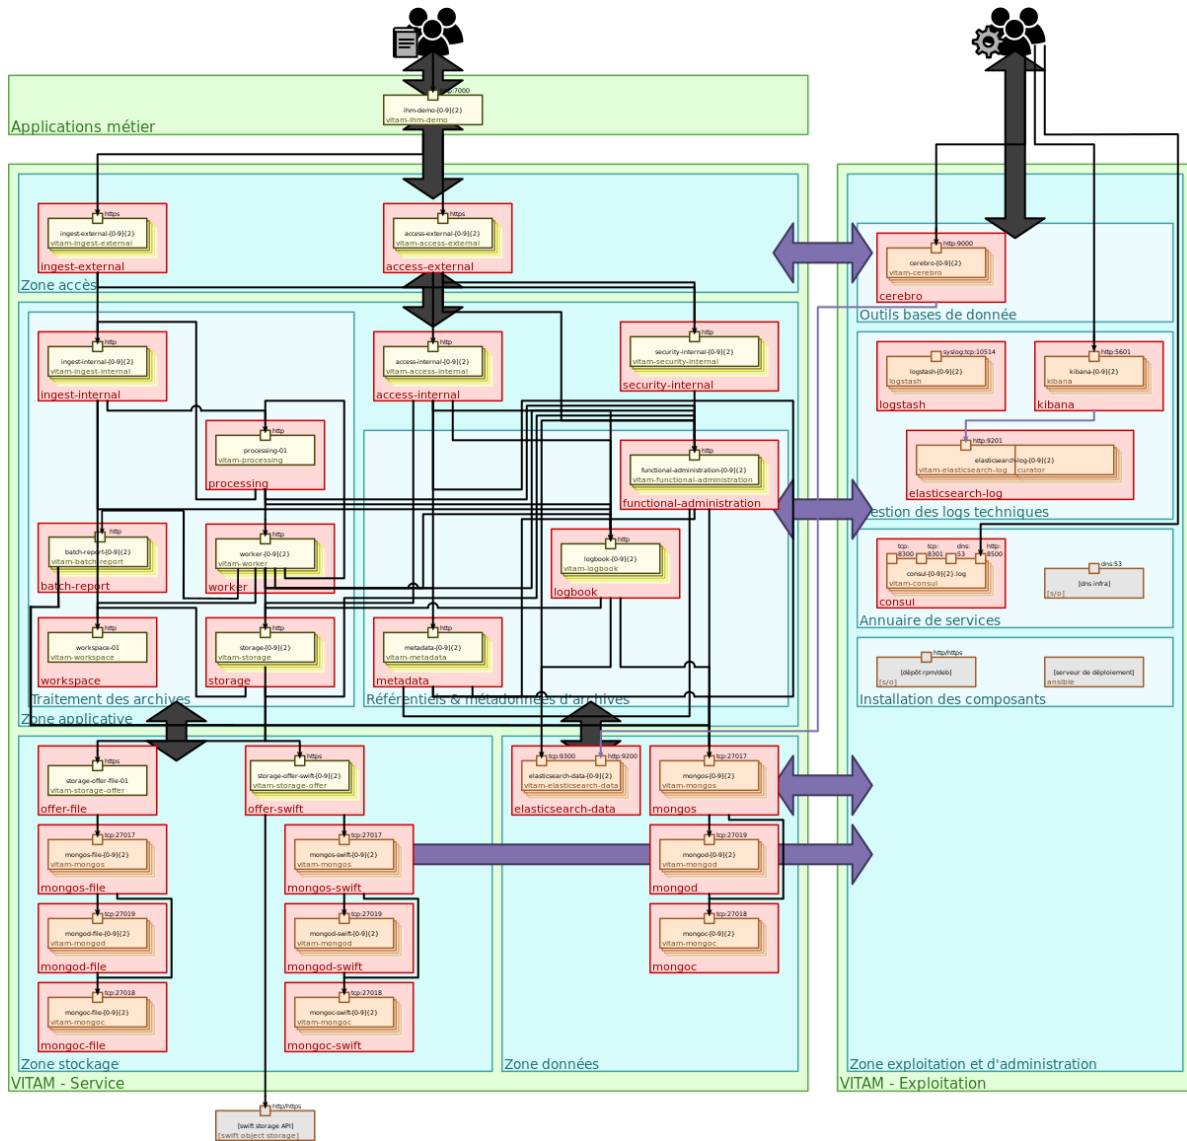 http:7000
ihm-demo-[0-9]{2}
vitam-ihm-demo
Applications métier
https
ingest-external-[0-9]{2}
vitam-ingest-external
ingest-external
https
access-external-[0-9]{2}
vitam-access-external
access-external
Zone accès
http
ingest-internal-[0-9]{2}
vitam-ingest-internal
ingest-internal
http
access-internal-[0-9]{2}
vitam-access-internal
access-internal
http
security-internal-[0-9]{2}
vitam-security-internal
security-internal
http
processing-01
vitam-processing
processing
http
functional-administration-[0-9]{2}
vitam-functional-administration
functional-administration
http
batch-report-[0-9]{2}
vitam-batch-report
batch-report
http
worker-[0-9]{2}
vitam-worker
worker
http
logbook-[0-9]{2}
vitam-logbook
logbook
http
workspace-01
vitam-workspace
workspace
http
storage-[0-9]{2}
vitam-storage
storage
http
metadata-[0-9]{2}
vitam-metadata
metadata
Traitement des archives
Référentiels & métadonnées d'archives
Zone applicative
https
storage-offer-file-01
vitam-storage-offer
offer-file
https
storage-offer-swift-[0-9]{2}
vitam-storage-offer
offer-swift
tcp:9300
http:9200
elasticsearch-data-[0-9]{2}
vitam-elasticsearch-data
elasticsearch-data
tcp:27017
mongos-[0-9]{2}
vitam-mongos
mongos
tcp:27017
mongos-file-[0-9]{2}
vitam-mongos
mongos-file
tcp:27017
mongos-swift-[0-9]{2}
vitam-mongos
mongos-swift
tcp:27019
mongod-[0-9]{2}
vitam-mongod
mongod
tcp:27019
mongod-file-[0-9]{2}
vitam-mongod
mongod-file
tcp:27019
mongod-swift-[0-9]{2}
vitam-mongod
mongod-swift
tcp:27018
mongoc-[0-9]{2}
vitam-mongoc
mongoc
tcp:27018
mongoc-file-[0-9]{2}
vitam-mongoc
mongoc-file
tcp:27018
mongoc-swift-[0-9]{2}
vitam-mongoc
mongoc-swift
Zone stockage
Zone données
VITAM - Service
http/https
[swift storage API]
[swift object storage]
http:9000
cerebro-[0-9]{2}
vitam-cerebro
cerebro
Outils bases de donnée
syslog:tcp:10514
logstash-[0-9]{2}
logstash
logstash
http:5601
kibana-[0-9]{2}
kibana
kibana
http:9201
elasticsearch-log-[0-9]{2}
vitam-elasticsearch-log
curator
elasticsearch-log
Gestion des logs techniques
tcp:
8300
tcp:
8301
dns:
53
http:
8500
consul-[0-9]{2}.log
vitam-consul
consul
dns:53
[dns infra]
[s/o]
Annuaire de services
http/https
[dépôt rpm/deb]
[s/o]
[serveur de déploiement]
ansible
Installation des composants
Zone exploitation et d'administration
VITAM - Exploitation